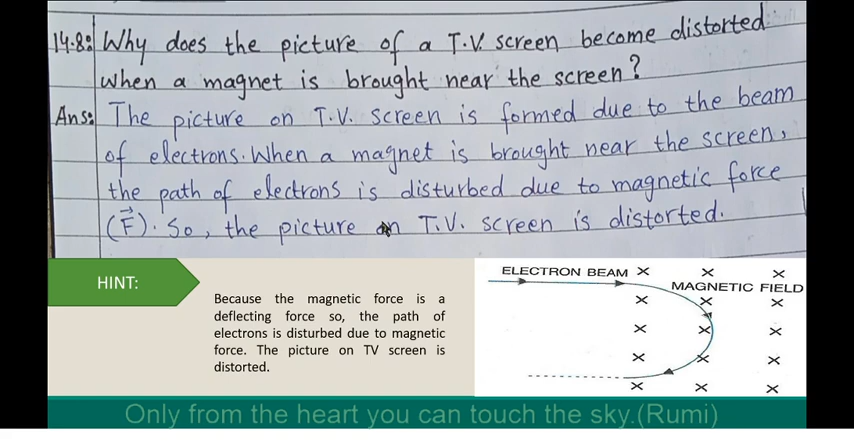 14.8: Why does the picture of a T.V. screen become distorted
when a magnet is brought near the screen?
Ans: The picture on T.V. screen is formed due to the beam
of electrons. When a magnet is brought near the screen,
the path of electrons is disturbed due to magnetic force
(F⃗). So, the picture on T.V. screen is distorted.
HINT:
Because the magnetic force is a
deflecting force so, the path of
electrons is disturbed due to magnetic
force. The picture on TV screen is
distorted.
ELECTRON BEAM
MAGNETIC FIELD
Only from the heart you can touch the sky.(Rumi)